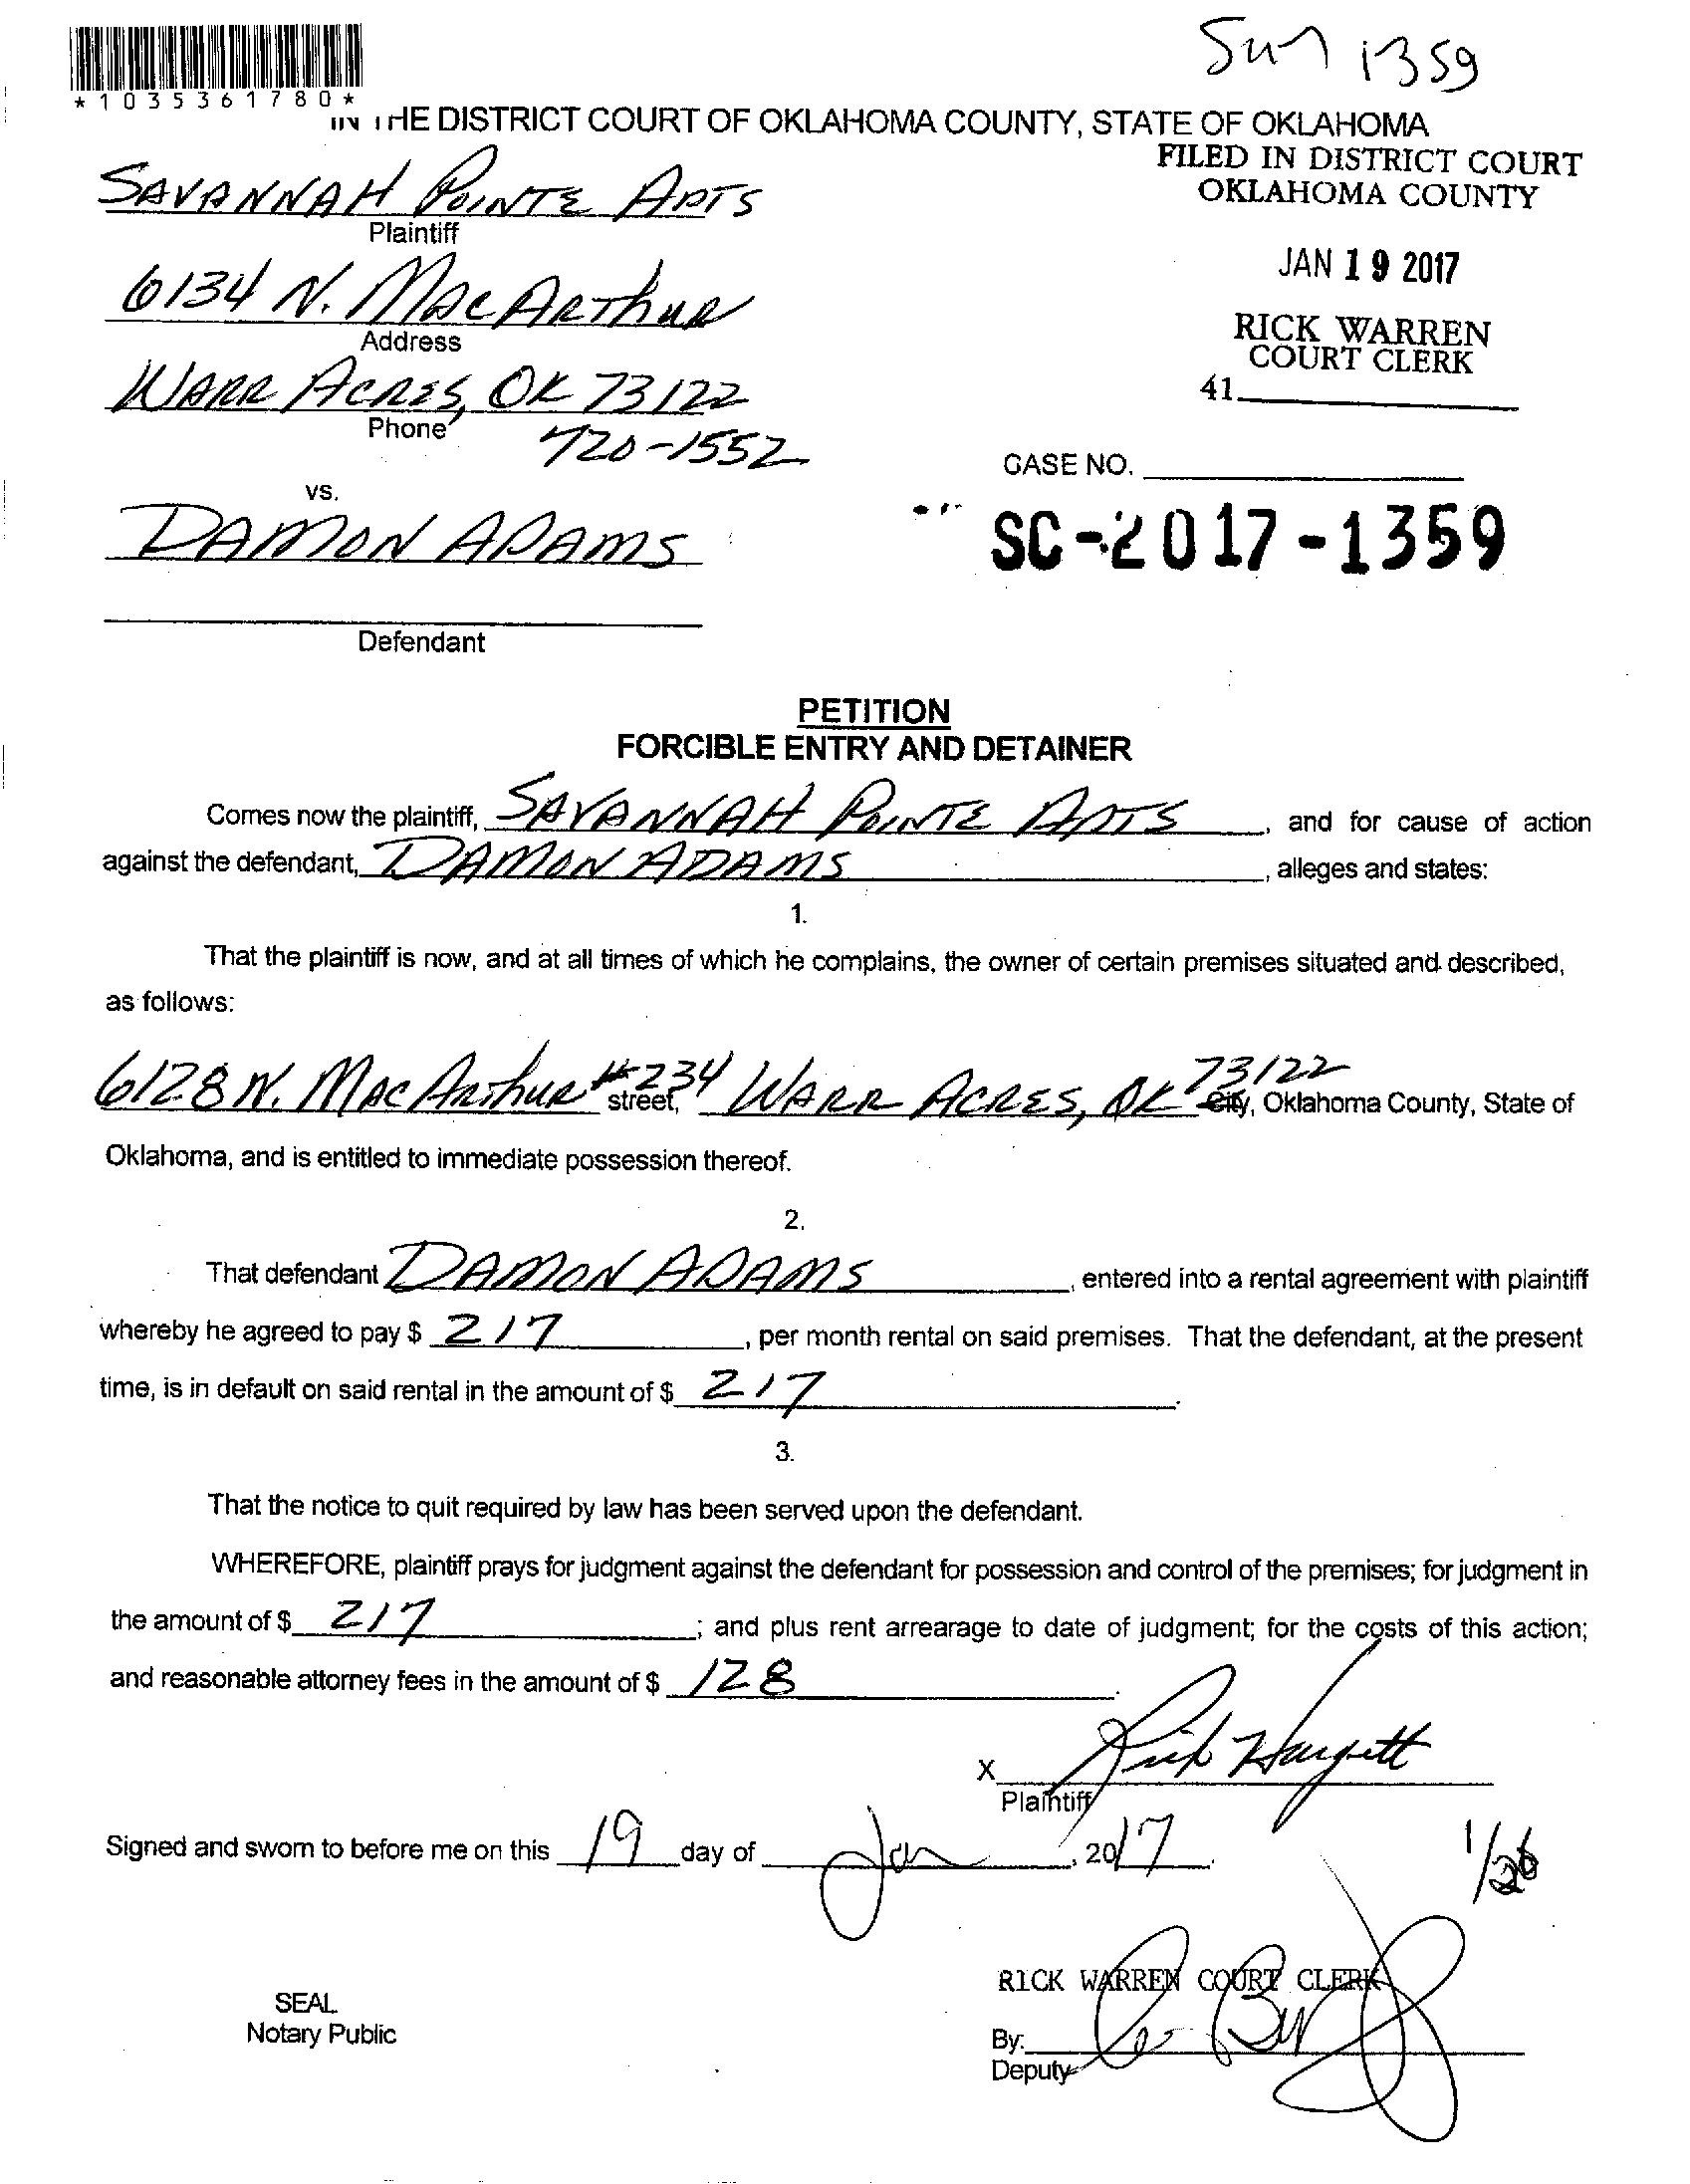 Sum 1359
*1035361780*
IN THE DISTRICT COURT OF OKLAHOMA COUNTY, STATE OF OKLAHOMA
FILED IN DISTRICT COURT
OKLAHOMA COUNTY
SAVANNAH POINTE APTS
Plaintiff
JAN 19 2017
6134 N. MACARTHUR
Address
RICK WARREN
COURT CLERK
41
WARR ACRES, OK 73122
Phone
720-1552
CASE NO.
vs.
DAMON ADAMS
SC-2017-1359
Defendant
PETITION
FORCIBLE ENTRY AND DETAINER
Comes now the plaintiff, SAVANNAH POINTE APTS, and for cause of action
against the defendant, DAMON ADAMS, alleges and states:
1.
That the plaintiff is now, and at all times of which he complains, the owner of certain premises situated and described,
as follows:
6128 N. MACARTHUR #234 street, WARR ACRES, OK 73122 City, Oklahoma County, State of
Oklahoma, and is entitled to immediate possession thereof.
2.
That defendant DAMON ADAMS, entered into a rental agreement with plaintiff
whereby he agreed to pay $ 217, per month rental on said premises. That the defendant, at the present
time, is in default on said rental in the amount of $ 217.
3.
That the notice to quit required by law has been served upon the defendant.
WHEREFORE, plaintiff prays for judgment against the defendant for possession and control of the premises; for judgment in
the amount of $ 217; and plus rent arrearage to date of judgment; for the costs of this action;
and reasonable attorney fees in the amount of $ 128.
X Rick Hargett
Plaintiff
Signed and sworn to before me on this 19 day of Jan, 2017.
1/26
RICK WARREN COURT CLERK
SEAL
Notary Public
By:
Deputy